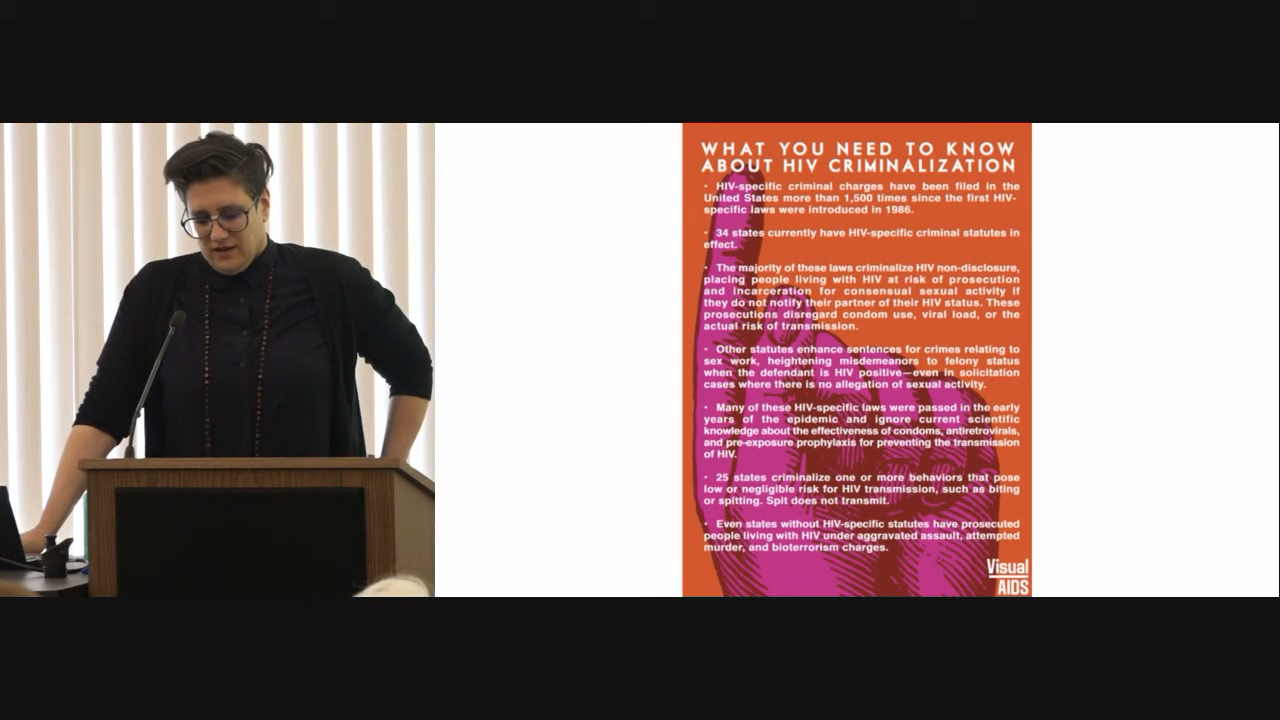 WHAT YOU NEED TO KNOW
ABOUT HIV CRIMINALIZATION
· HIV-specific criminal charges have been filed in the
United States more than 1,500 times since the first HIV-
specific laws were introduced in 1986.
· 34 states currently have HIV-specific criminal statutes in
effect.
· The majority of these laws criminalize HIV non-disclosure,
placing people living with HIV at risk of prosecution
and incarceration for consensual sexual activity if
they do not notify their partner of their HIV status. These
prosecutions disregard condom use, viral load, or the
actual risk of transmission.
· Other statutes enhance sentences for crimes relating to
sex work, heightening misdemeanors to felony status
when the defendant is HIV positive—even in solicitation
cases where there is no allegation of sexual activity.
· Many of these HIV-specific laws were passed in the early
years of the epidemic and ignore current scientific
knowledge about the effectiveness of condoms, antiretrovirals,
and pre-exposure prophylaxis for preventing the transmission
of HIV.
· 25 states criminalize one or more behaviors that pose
low or negligible risk for HIV transmission, such as biting
or spitting. Spit does not transmit.
· Even states without HIV-specific statutes have prosecuted
people living with HIV under aggravated assault, attempted
murder, and bioterrorism charges.
Visual
AIDS